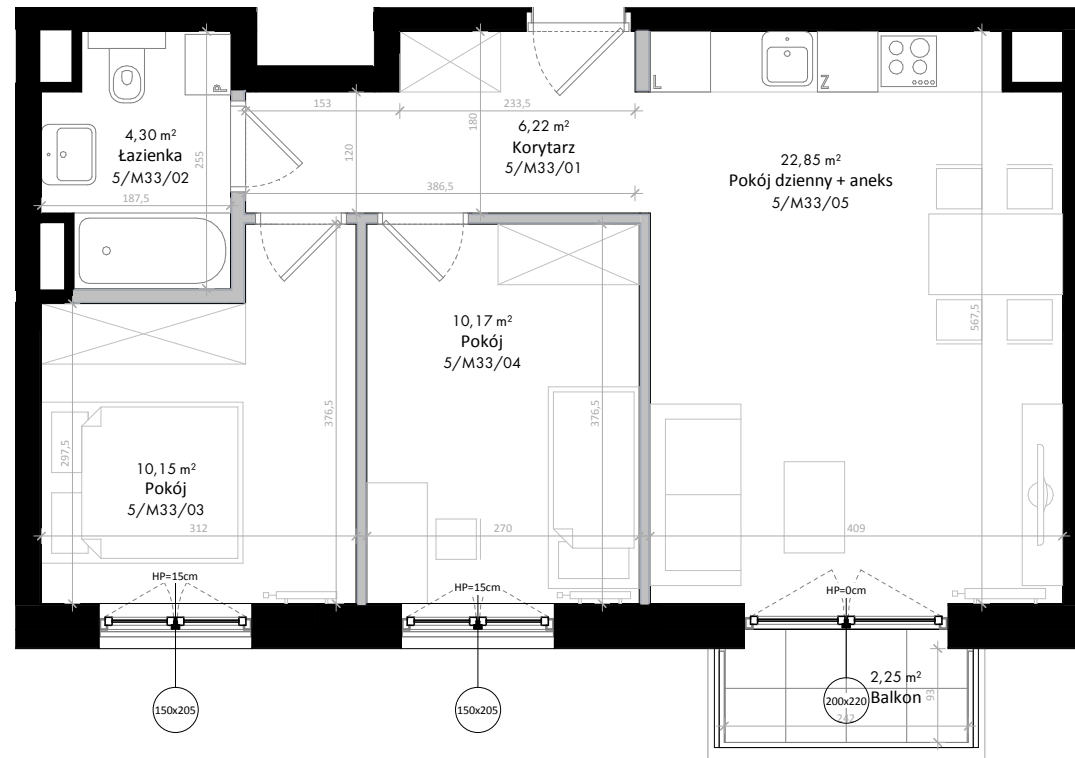 153
233,5
180
120
386,5
255
187,5
4,30 m²
Łazienka
5/M33/02
P
6,22 m²
Korytarz
5/M33/01
L
Z
22,85 m²
Pokój dzienny + aneks
5/M33/05
567,5
10,17 m²
Pokój
5/M33/04
376,5
376,5
297,5
10,15 m²
Pokój
5/M33/03
312
270
409
HP=15cm
HP=15cm
HP=0cm
150x205
150x205
200x220
2,25 m²
Balkon
93
242